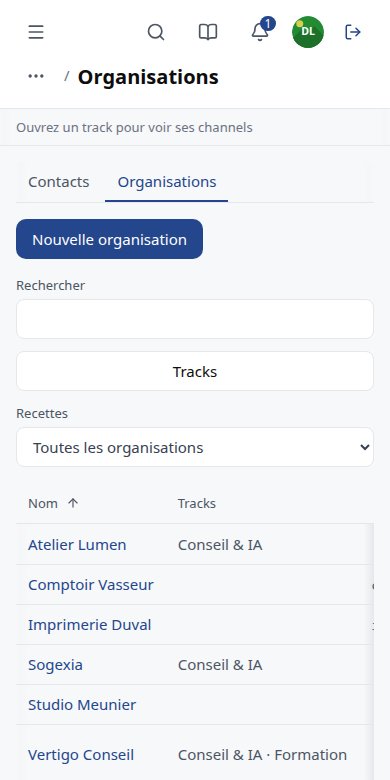 1
DL
... / Organisations
Ouvrez un track pour voir ses channels
Contacts Organisations
Nouvelle organisation
Rechercher
Tracks
Recettes
Toutes les organisations
Nom ↑ Tracks
Atelier Lumen Conseil & IA
Comptoir Vasseur
Imprimerie Duval
Sogexia Conseil & IA
Studio Meunier
Vertigo Conseil Conseil & IA · Formation